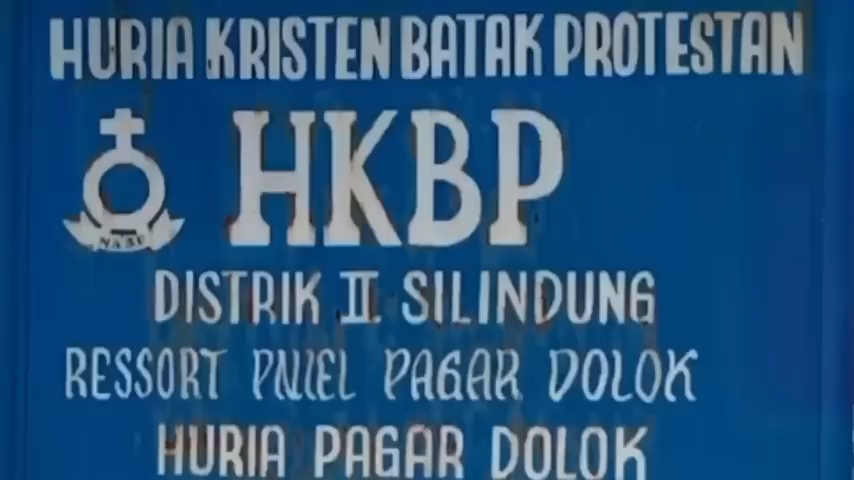 HURIA KRISTEN BATAK PROTESTAN
HKBP
DISTRIK II SILINDUNG
RESSORT PNIEL PAGAR DOLOK
HURIA PAGAR DOLOK